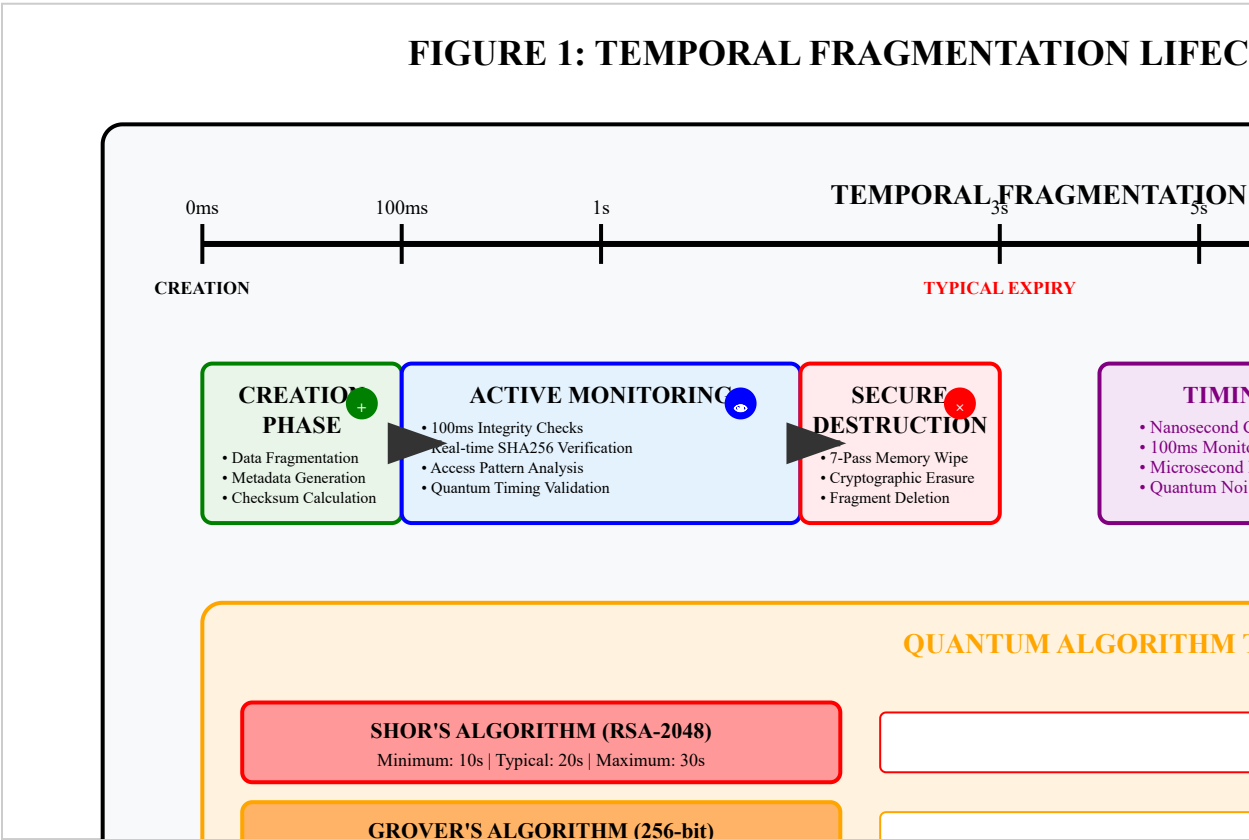 FIGURE 1: TEMPORAL FRAGMENTATION LIFEC
TEMPORAL FRAGMENTATION
0ms
100ms
1s
3s
5s
CREATION
TYPICAL EXPIRY
CREATION
PHASE
• Data Fragmentation
• Metadata Generation
• Checksum Calculation
ACTIVE MONITORING
• 100ms Integrity Checks
• Real-time SHA256 Verification
• Access Pattern Analysis
• Quantum Timing Validation
SECURE
DESTRUCTION
• 7-Pass Memory Wipe
• Cryptographic Erasure
• Fragment Deletion
TIMIN
• Nanosecond
• 100ms Monito
• Microsecond
• Quantum Noi
QUANTUM ALGORITHM
SHOR'S ALGORITHM (RSA-2048)
Minimum: 10s | Typical: 20s | Maximum: 30s
GROVER'S ALGORITHM (256-bit)